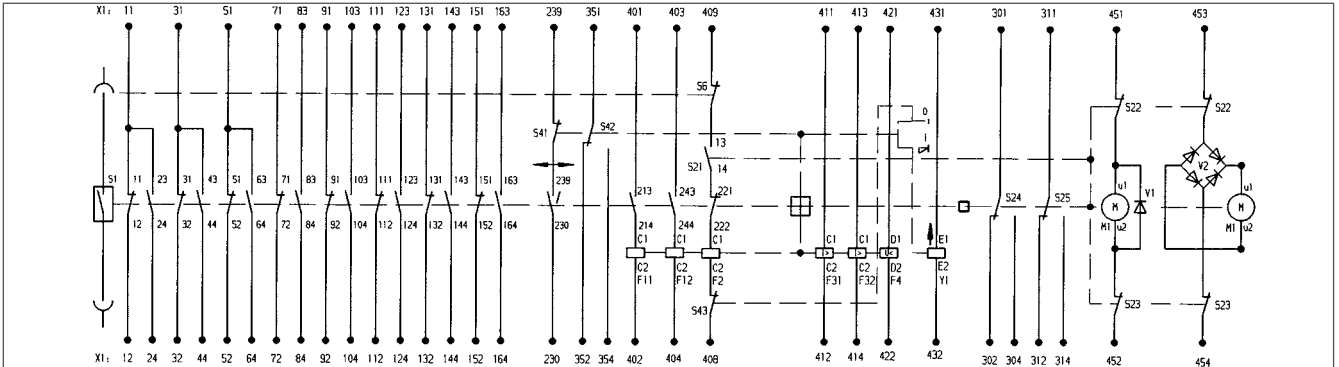 X1: 11 31 51 71 83 91 103 111 123 131 143 151 163 239 351 401 403 409 411 413 421 431 301 311 451 453
S6
S22 S22
D
S41 S42
13
V2
S21 14
S1 11 23 31 43 51 63 71 83 91 103 111 123 131 143 151 163 239 213 243 221 S24 S25 u1 V1 u1
M M
12 24 32 44 52 64 72 84 92 104 112 124 132 144 152 164 230 214 244 222 M1 u2 M1 u2
C1 C1 C1 C1 C1 D1 E1
I> I> U<
C2 C2 C2 C2 C2 D2 E2
F11 F12 F2 F31 F32 F4 Y1
S43 S23 S23
X1: 12 24 32 44 52 64 72 84 92 104 112 124 132 144 152 164 230 352 354 402 404 408 412 414 422 432 302 304 312 314 452 454